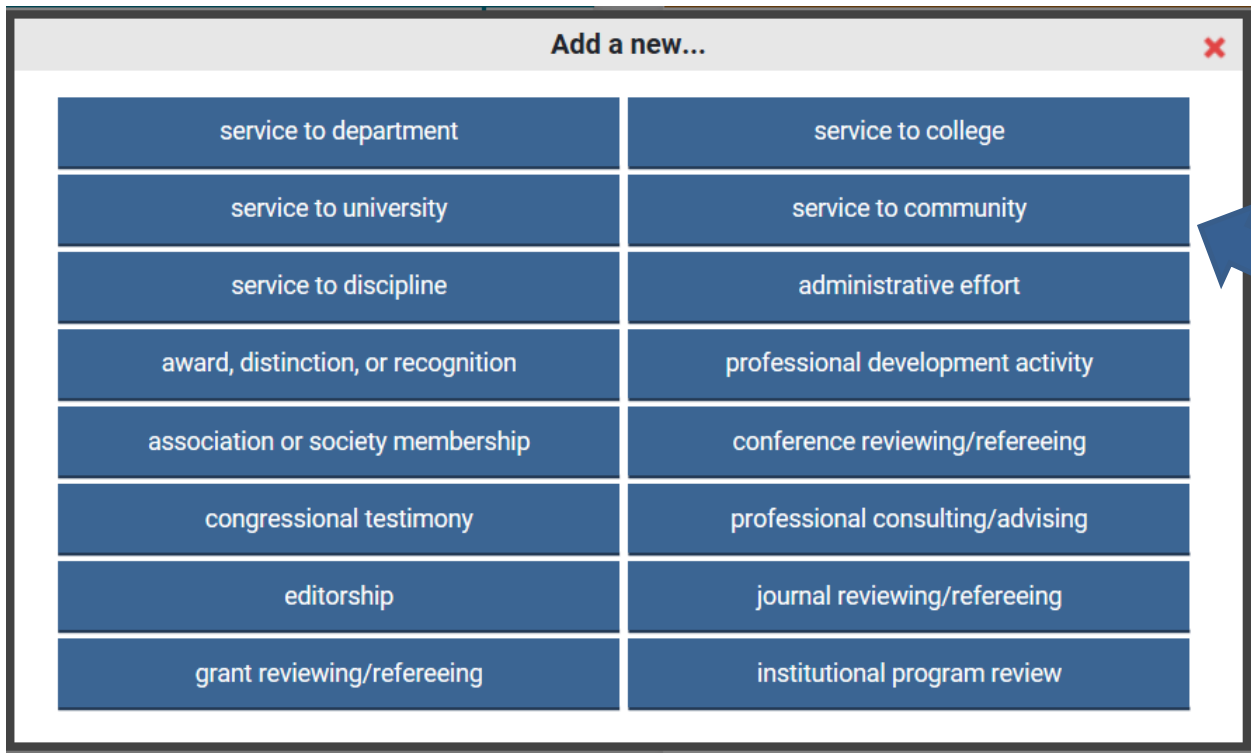 Add a new...
service to department
service to college
service to university
service to community
service to discipline
administrative effort
award, distinction, or recognition
professional development activity
association or society membership
conference reviewing/refereeing
congressional testimony
professional consulting/advising
editorship
journal reviewing/refereeing
grant reviewing/refereeing
institutional program review